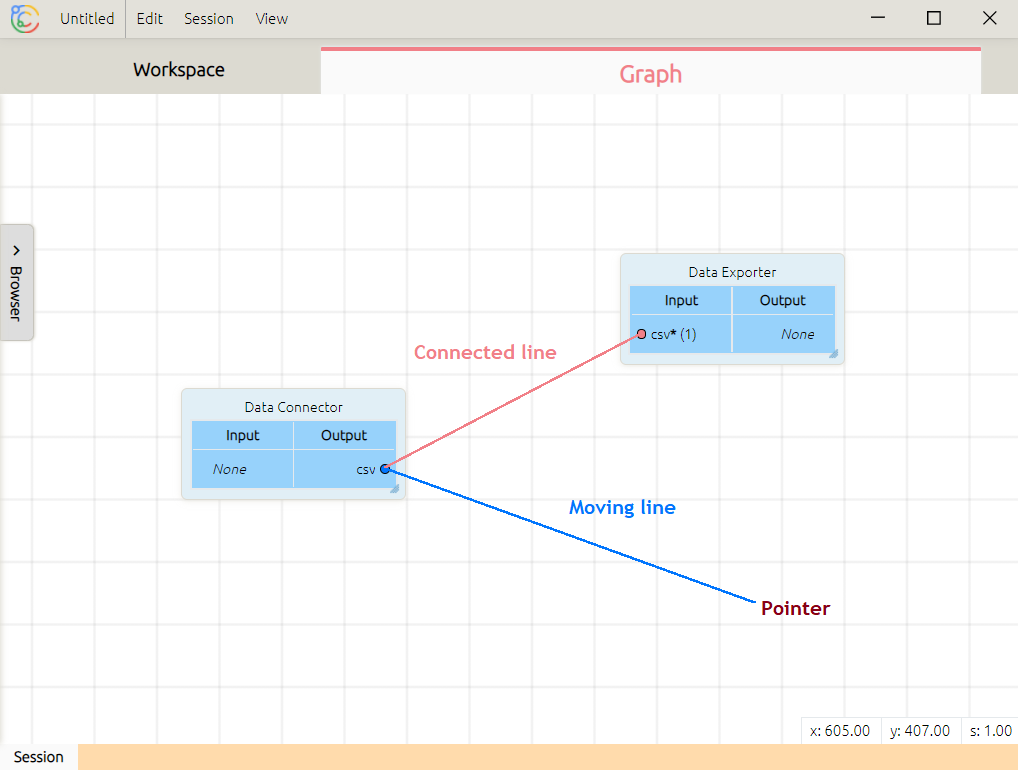 Untitled Edit Session View
Workspace
Graph
Browser
Data Exporter
Input Output
csv* (1) None
Connected line
Data Connector
Input Output
None csv
Moving line
Pointer
x: 605.00 y: 407.00 s: 1.00
Session